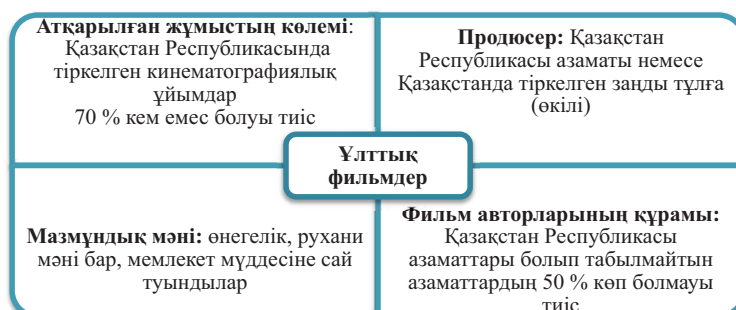 Атқарылған жұмыстың көлемі:
Қазақстан Республикасында
тіркелген кинематографиялық
ұйымдар
70 % кем емес болуы тиіс
Продюсер: Қазақстан
Республикасы азаматы немесе
Қазақстанда тіркелген заңды тұлға
(өкілі)
Ұлттық
фильмдер
Мазмұндық мәні: өнегелік, рухани
мәні бар, мемлекет мүддесіне сай
туындылар
Фильм авторларының құрамы:
Қазақстан Республикасы
азаматтары болып табылмайтын
азаматтардың 50 % көп болмауы
тиіс